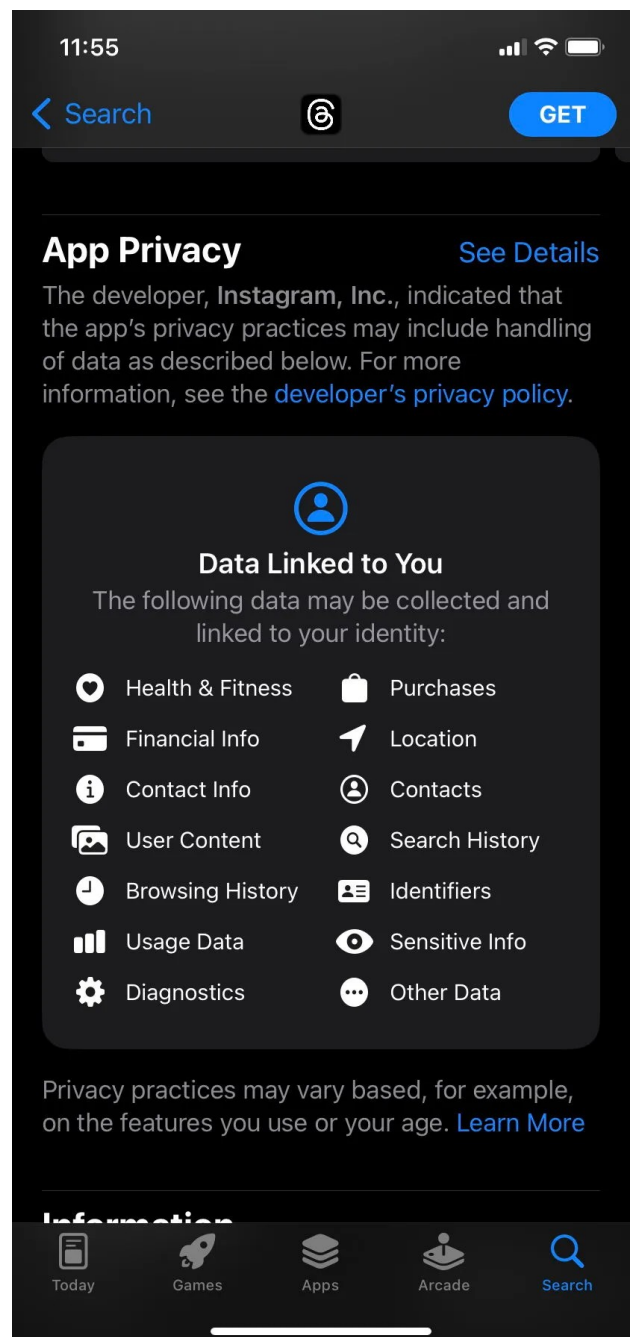 11:55
Search
GET
App Privacy
See Details
The developer, Instagram, Inc., indicated that
the app's privacy practices may include handling
of data as described below. For more
information, see the developer's privacy policy.
Data Linked to You
The following data may be collected and
linked to your identity:
Health & Fitness
Purchases
Financial Info
Location
Contact Info
Contacts
User Content
Search History
Browsing History
Identifiers
Usage Data
Sensitive Info
Diagnostics
Other Data
Privacy practices may vary based, for example,
on the features you use or your age. Learn More
Information
Today
Games
Apps
Arcade
Search